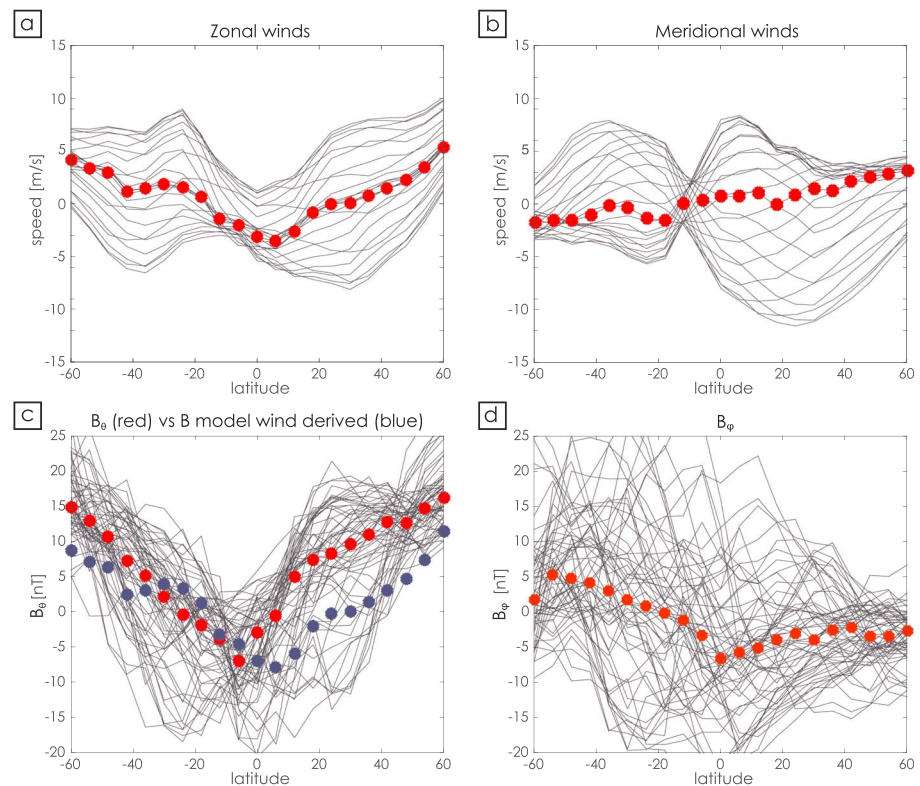 a
Zonal winds
15
10
5
0
-5
-10
-15
speed [m/s]
-60 -40 -20 0 20 40 60
latitude
b
Meridional winds
15
10
5
0
-5
-10
-15
speed [m/s]
-60 -40 -20 0 20 40 60
latitude
c
Bθ (red) vs B model wind derived (blue)
25
20
15
10
5
0
-5
-10
-15
-20
Bθ [nT]
-60 -40 -20 0 20 40 60
latitude
d
Bφ
25
20
15
10
5
0
-5
-10
-15
-20
Bφ [nT]
-60 -40 -20 0 20 40 60
latitude